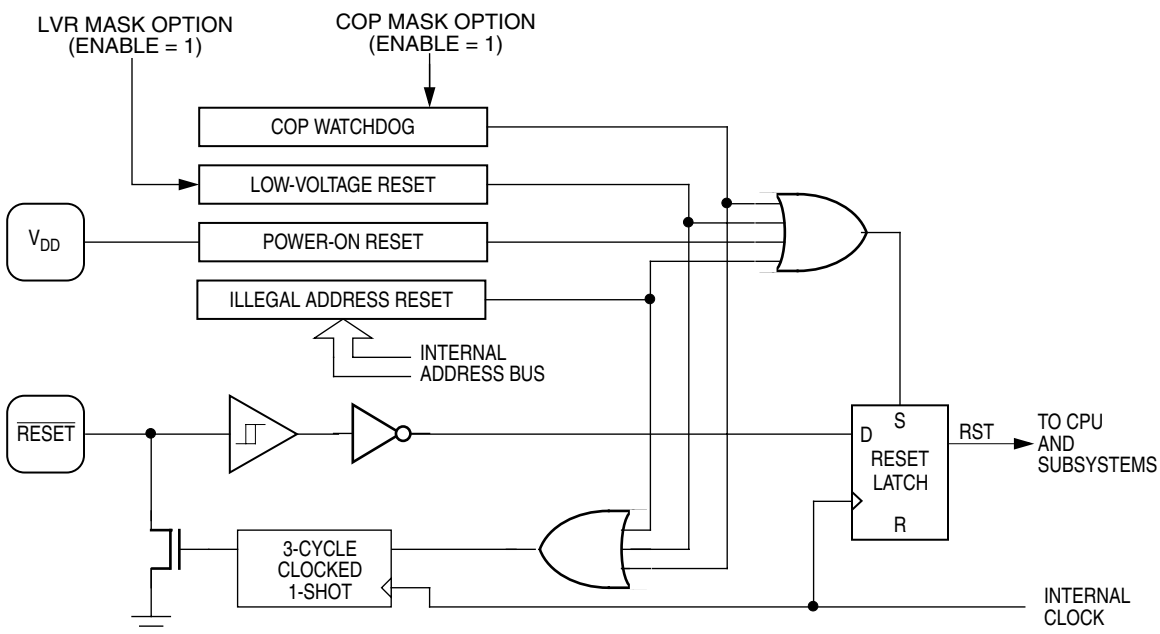 LVR MASK OPTION
(ENABLE = 1)
COP MASK OPTION
(ENABLE = 1)
COP WATCHDOG
LOW-VOLTAGE RESET
VDD
POWER-ON RESET
ILLEGAL ADDRESS RESET
INTERNAL
ADDRESS BUS
RESET
D
S
RESET
LATCH
R
RST
TO CPU
AND
SUBSYSTEMS
3-CYCLE
CLOCKED
1-SHOT
INTERNAL
CLOCK